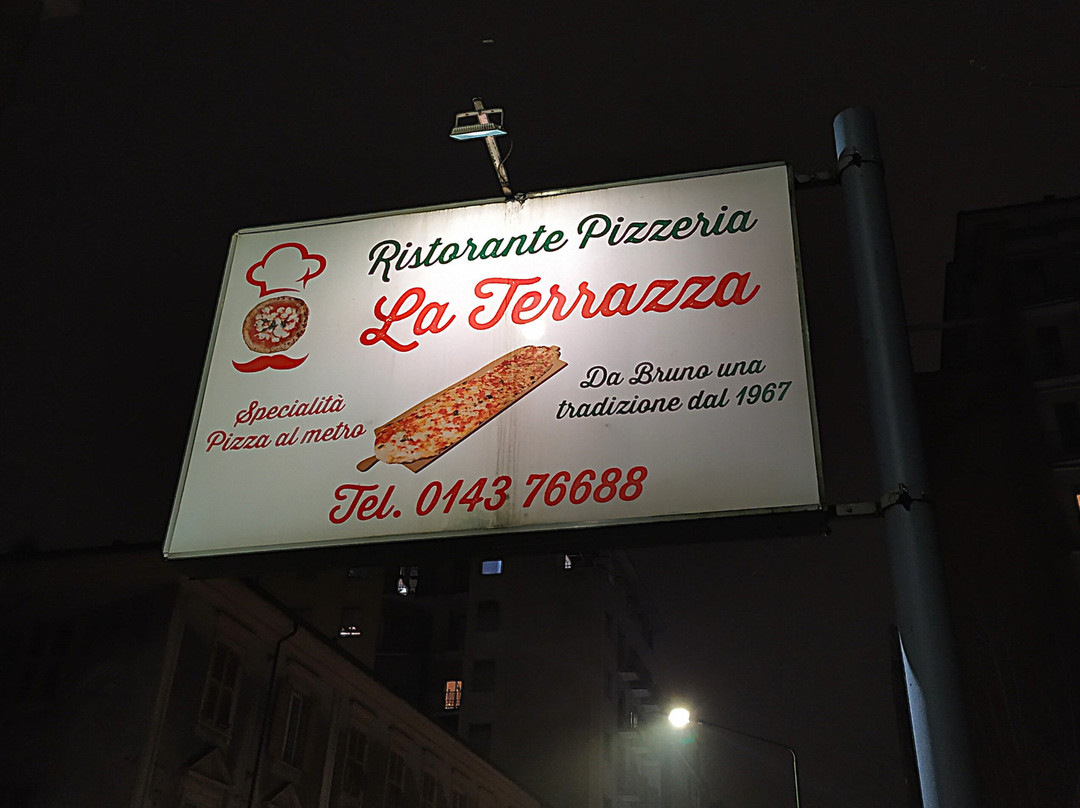 Ristorante Pizzeria
La Terrazza
Da Bruno una
tradizione dal 1967
Specialità
Pizza al metro
Tel. 0143 76688